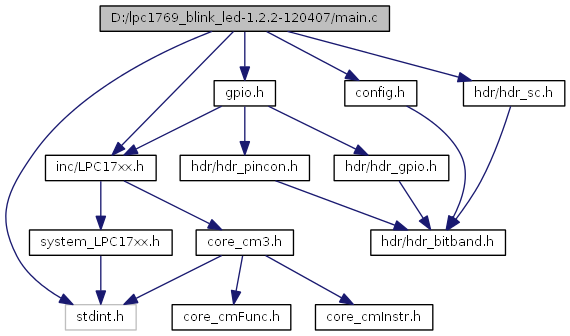 D:/lpc1769_blink_led-1.2.2-120407/main.c
gpio.h
config.h
hdr/hdr_sc.h
inc/LPC17xx.h
hdr/hdr_pincon.h
hdr/hdr_gpio.h
system_LPC17xx.h
core_cm3.h
hdr/hdr_bitband.h
stdint.h
core_cmFunc.h
core_cmInstr.h